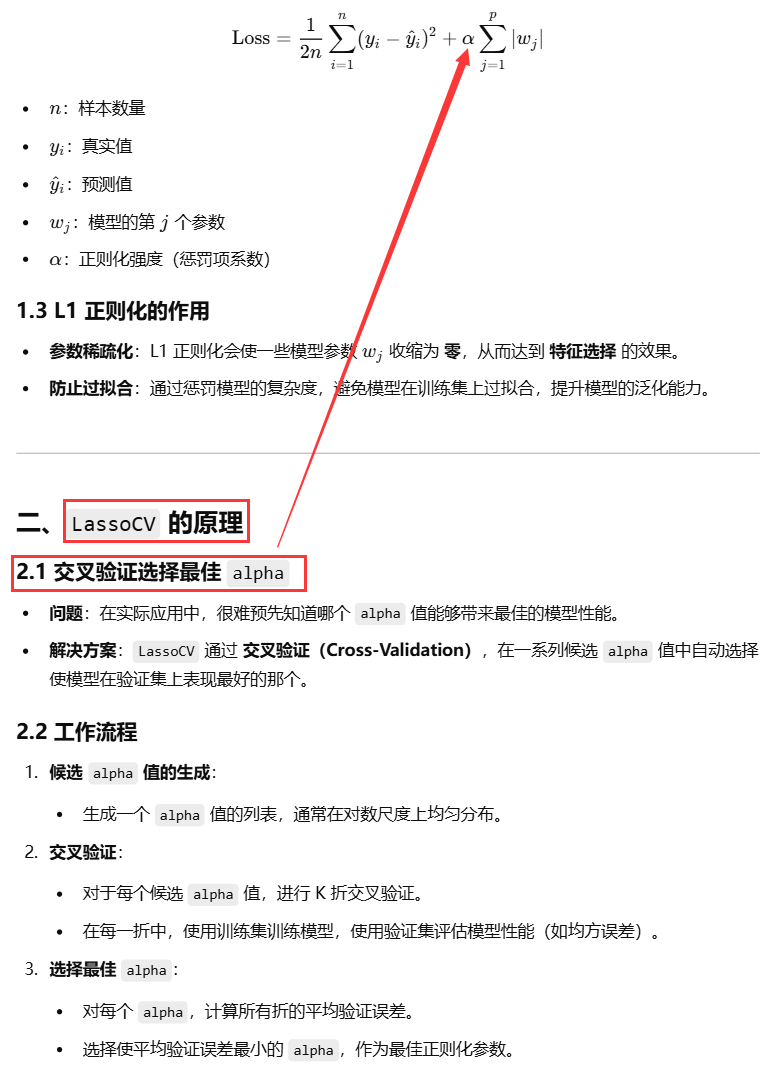 Loss = \frac{1}{2n} \sum_{i=1}^{n} (y_i - \hat{y}_i)^2 + \alpha \sum_{j=1}^{p} |w_j|
• n：样本数量
• y_i：真实值
• \hat{y}_i：预测值
• w_j：模型的第 j 个参数
• α：正则化强度（惩罚项系数）
1.3 L1 正则化的作用
• 参数稀疏化：L1 正则化会使一些模型参数 w_j 收缩为 零，从而达到 特征选择 的效果。
• 防止过拟合：通过惩罚模型的复杂度，避免模型在训练集上过拟合，提升模型的泛化能力。
二、LassoCV 的原理
2.1 交叉验证选择最佳 alpha
• 问题：在实际应用中，很难预先知道哪个 alpha 值能够带来最佳的模型性能。
• 解决方案：LassoCV 通过 交叉验证（Cross-Validation），在一系列候选 alpha 值中自动选择
使模型在验证集上表现最好的那个。
2.2 工作流程
1. 候选 alpha 值的生成：
• 生成一个 alpha 值的列表，通常在对数尺度上均匀分布。
2. 交叉验证：
• 对于每个候选 alpha 值，进行 K 折交叉验证。
• 在每一折中，使用训练集训练模型，使用验证集评估模型性能（如均方误差）。
3. 选择最佳 alpha：
• 对每个 alpha，计算所有折的平均验证误差。
• 选择使平均验证误差最小的 alpha，作为最佳正则化参数。